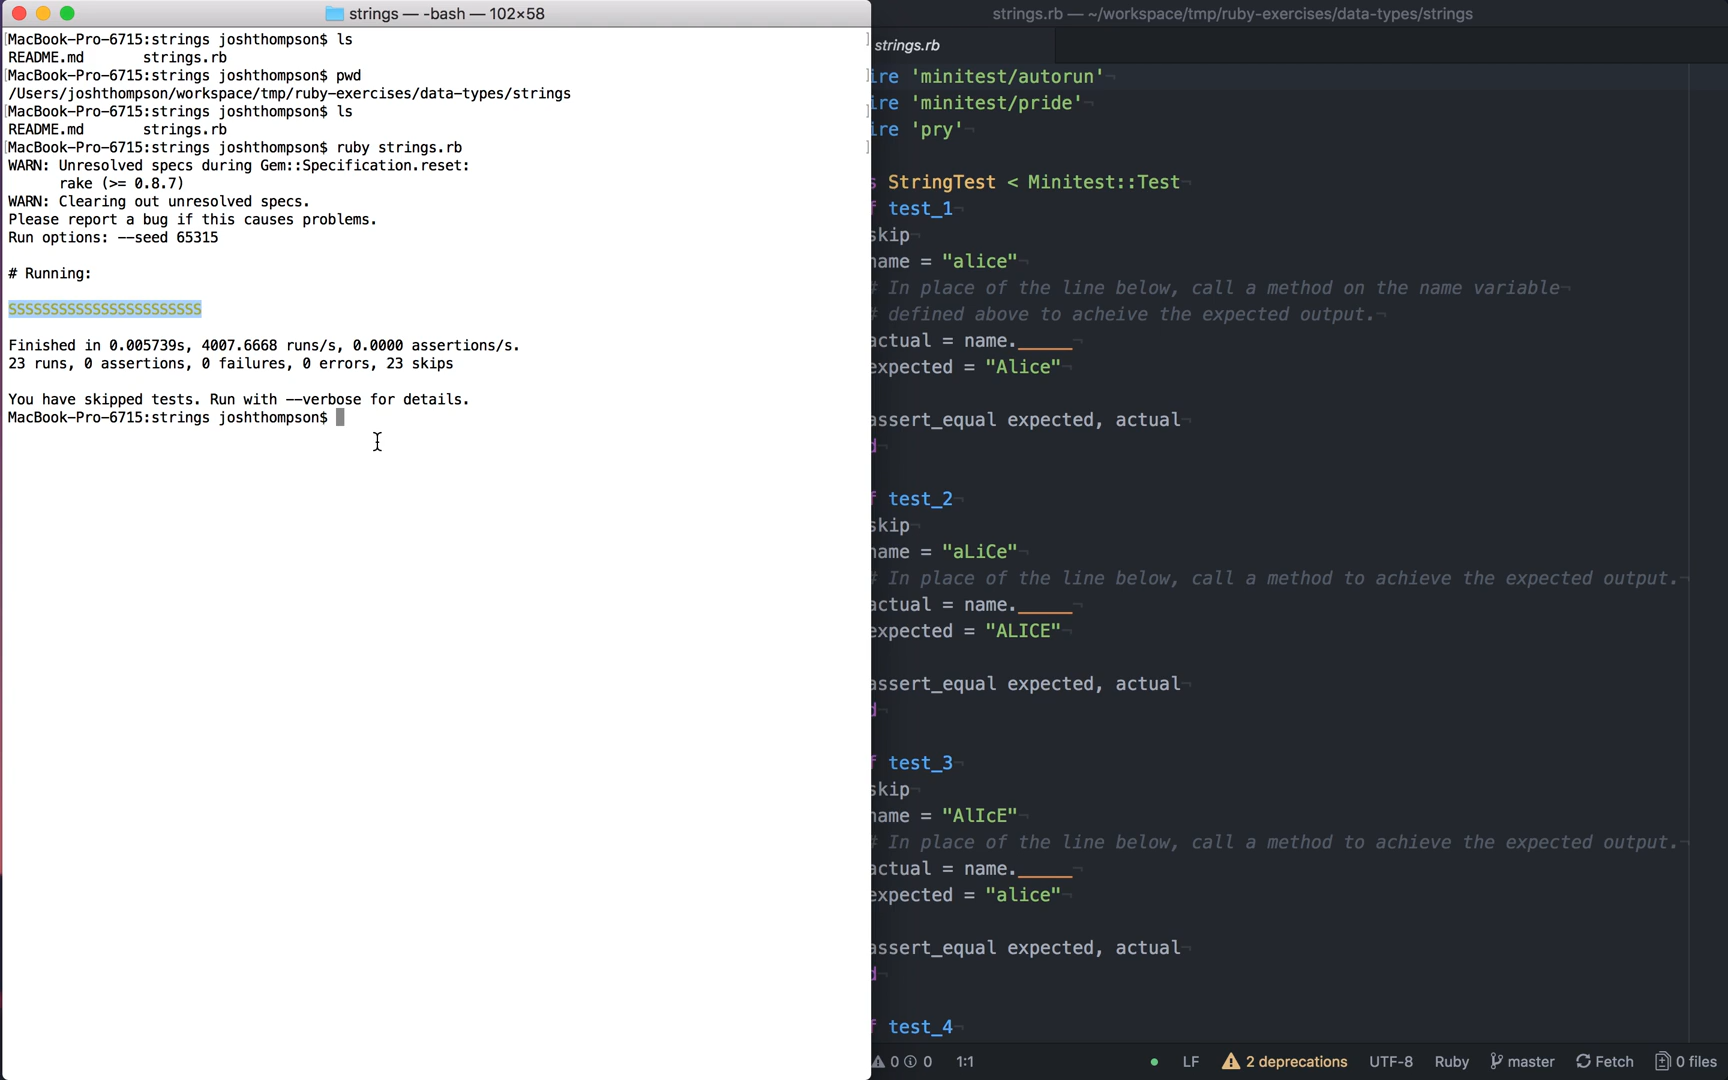 strings — -bash — 102×58
MacBook-Pro-6715:strings joshthompson$ ls
README.md strings.rb
MacBook-Pro-6715:strings joshthompson$ pwd
/Users/joshthompson/workspace/tmp/ruby-exercises/data-types/strings
MacBook-Pro-6715:strings joshthompson$ ls
README.md strings.rb
MacBook-Pro-6715:strings joshthompson$ ruby strings.rb
WARN: Unresolved specs during Gem::Specification.reset:
rake (>= 0.8.7)
WARN: Clearing out unresolved specs.
Please report a bug if this causes problems.
Run options: --seed 65315
# Running:
SSSSSSSSSSSSSSSSSSSSSSS
Finished in 0.005739s, 4007.6668 runs/s, 0.0000 assertions/s.
23 runs, 0 assertions, 0 failures, 0 errors, 23 skips
You have skipped tests. Run with --verbose for details.
MacBook-Pro-6715:strings joshthompson$
strings.rb — ~/workspace/tmp/ruby-exercises/data-types/strings
strings.rb
ire 'minitest/autorun'
ire 'minitest/pride'
ire 'pry'
s StringTest < Minitest::Test
f test_1
skip
name = "alice"
# In place of the line below, call a method on the name variable
# defined above to acheive the expected output.
actual = name._____
expected = "Alice"
assert_equal expected, actual
d
f test_2
skip
name = "aLiCe"
# In place of the line below, call a method to achieve the expected output.
actual = name._____
expected = "ALICE"
assert_equal expected, actual
d
f test_3
skip
name = "AlIcE"
# In place of the line below, call a method to achieve the expected output.
actual = name._____
expected = "alice"
assert_equal expected, actual
d
f test_4
0 0 1:1 LF 2 deprecations UTF-8 Ruby master Fetch 0 files